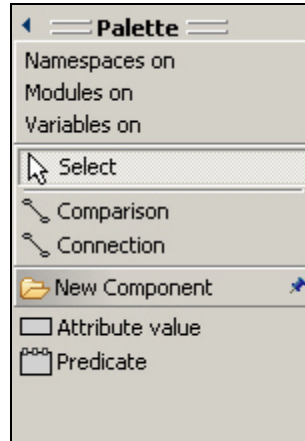 Palette
Namespaces on
Modules on
Variables on
Select
Comparison
Connection
New Component
Attribute value
Predicate